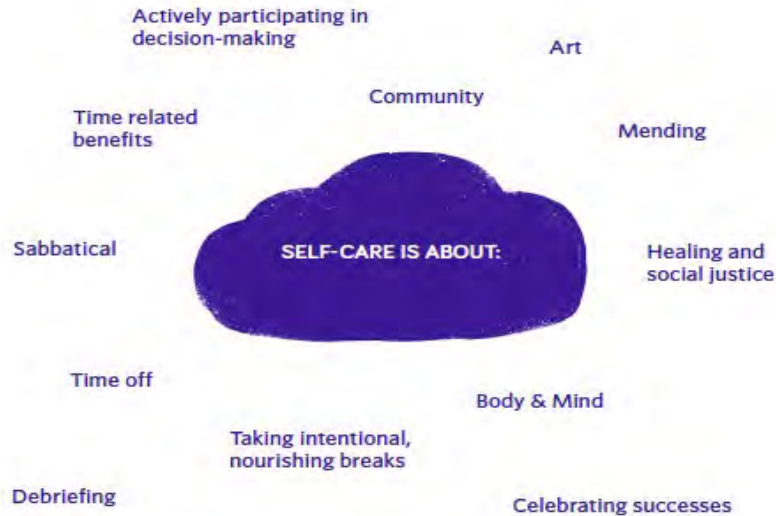 Actively participating in
decision-making
Art
Community
Time related
benefits
Mending
SELF-CARE IS ABOUT:
Sabbatical
Healing and
social justice
Time off
Body & Mind
Taking intentional,
nourishing breaks
Debriefing
Celebrating successes